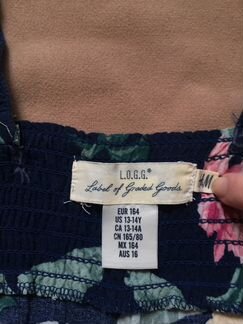 L.O.G.G.®
Label of Graded Goods
EUR 164
US 13-14Y
CA 13-14A
CN 165/80
MX 164
AUS 16